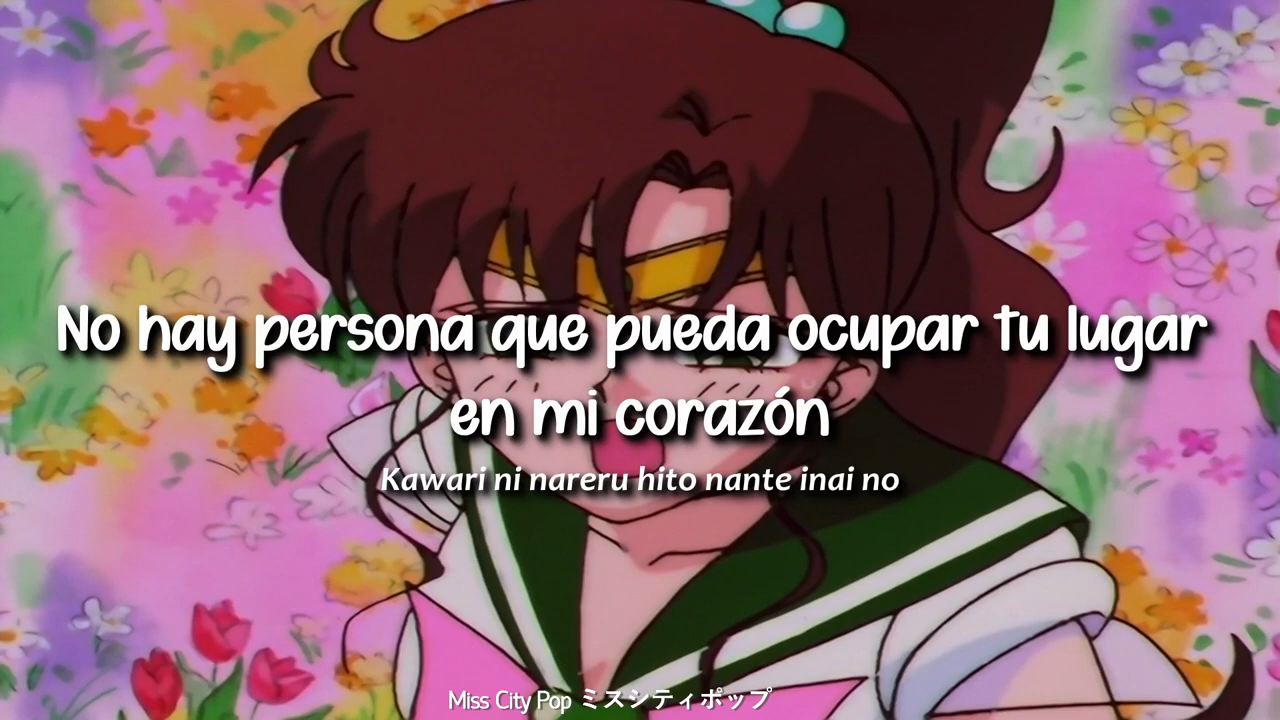 No hay persona que pueda ocupar tu lugar
en mi corazón
Kawari ni nareru hito nante inai no
Miss City Pop ミスシティポップ